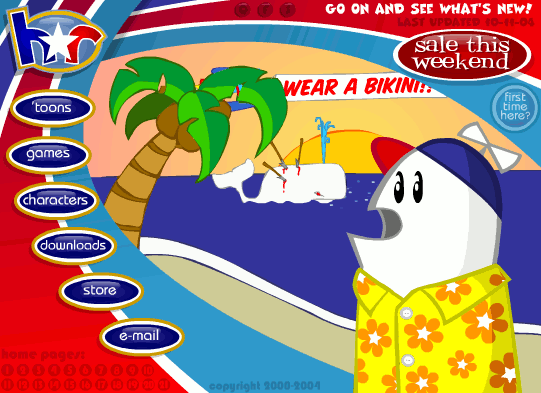 GO ON AND SEE WHAT'S NEW!
LAST UPDATED 10-11-04
h★r
sale this
weekend
WEAR A BIKINI!!
first
time
here?
'toons
games
characters
downloads
store
e-mail
home pages:
copyright 2000-2004